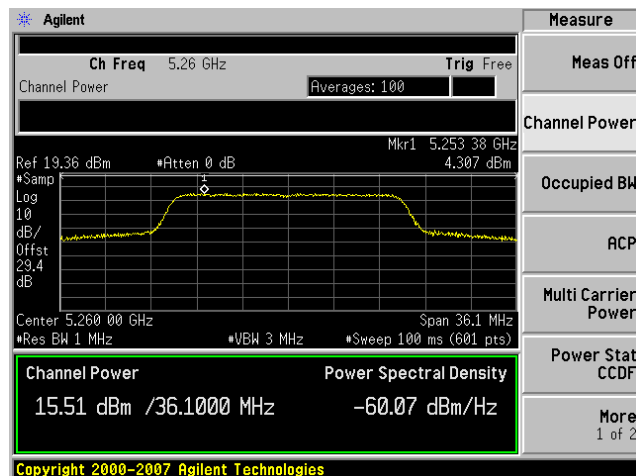 Agilent
Measure
Ch Freq 5.26 GHz Trig Free
Channel Power Averages: 100
Mkr1 5.253 38 GHz
Ref 19.36 dBm #Atten 0 dB 4.307 dBm
#Samp
Log
10
dB/
Offst
29.4
dB
1
Center 5.260 00 GHz Span 36.1 MHz
#Res BW 1 MHz #VBW 3 MHz #Sweep 100 ms (601 pts)
Channel Power Power Spectral Density
15.51 dBm /36.1000 MHz -60.07 dBm/Hz
Copyright 2000-2007 Agilent Technologies
Meas Off
Channel Power
Occupied BW
ACP
Multi Carrier
Power
Power Stat
CCDF
More
1 of 2